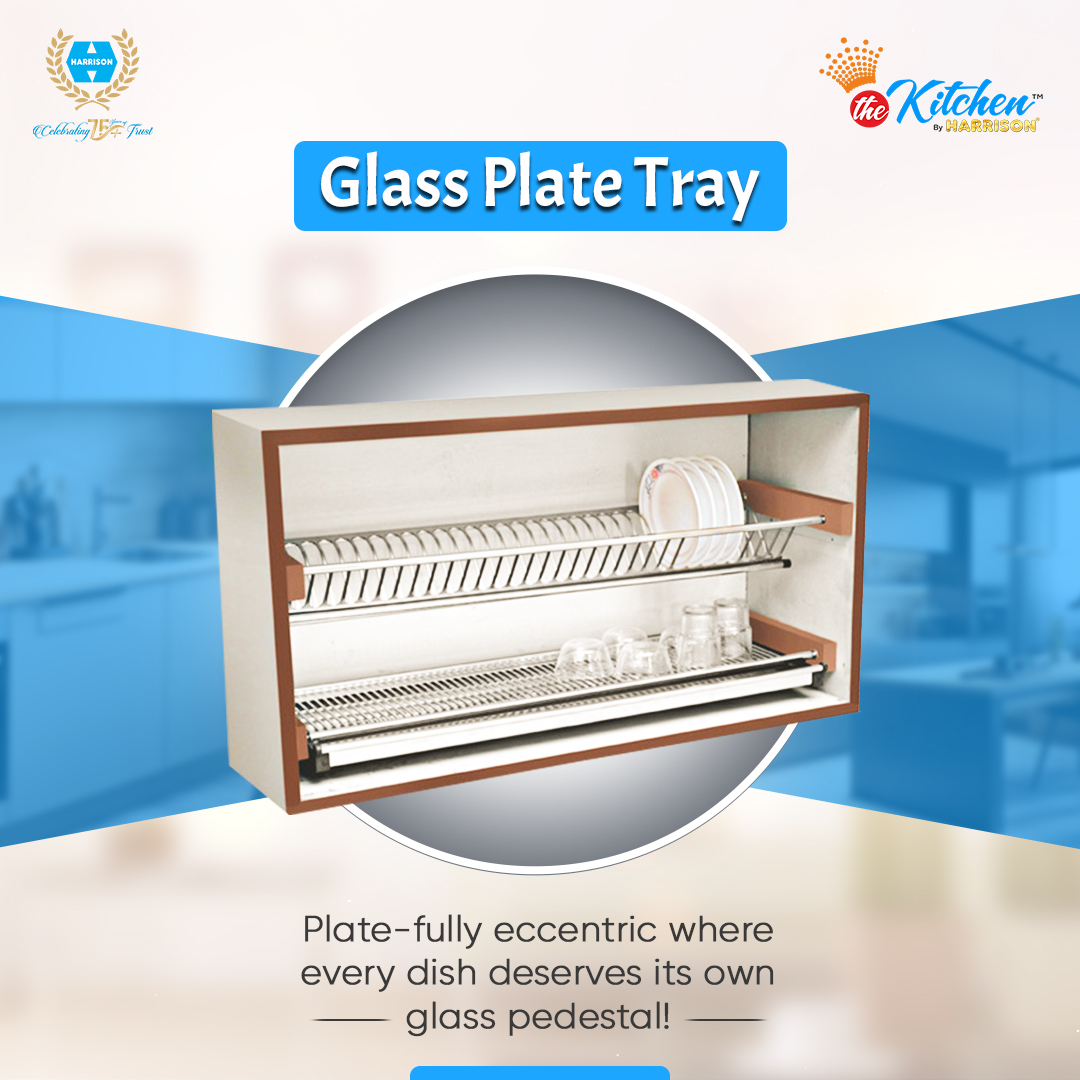 HARRISON
Celebrating 75+ Years of Trust
the Kitchen™
By HARRISON®
Glass Plate Tray
Plate-fully eccentric where
every dish deserves its own
glass pedestal!